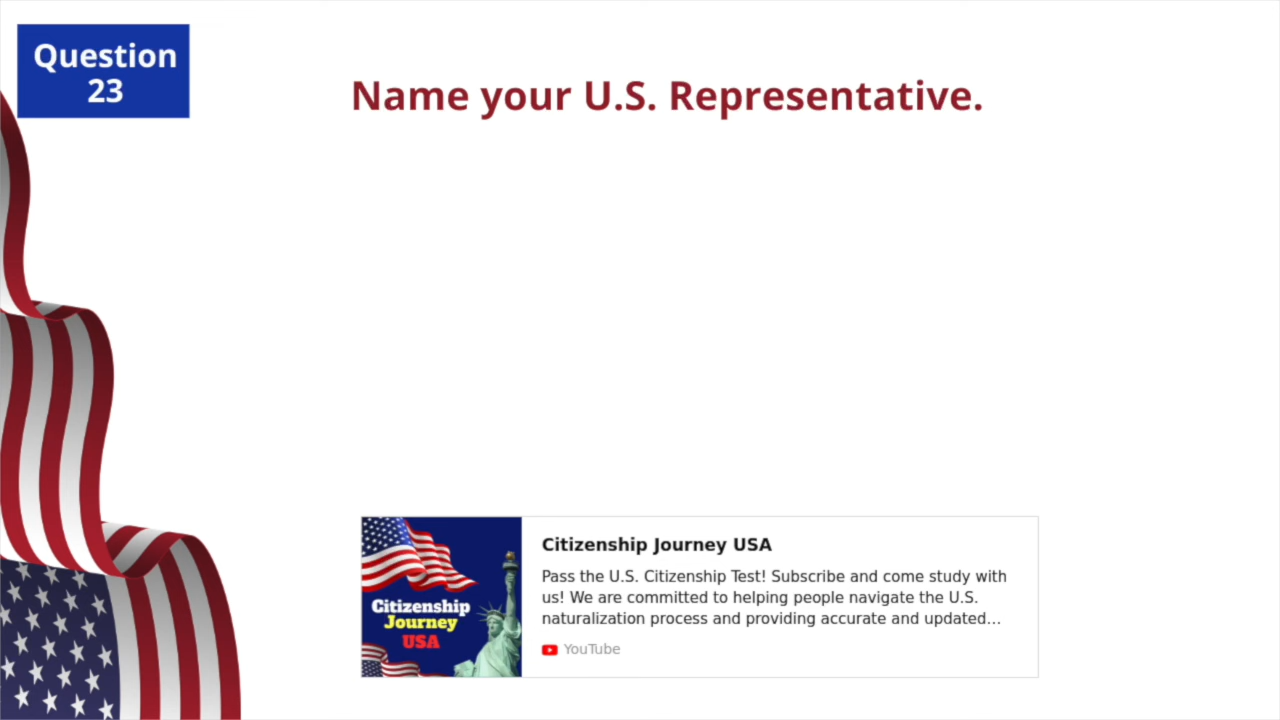 Question
23
Name your U.S. Representative.
Citizenship Journey USA
Pass the U.S. Citizenship Test! Subscribe and come study with
us! We are committed to helping people navigate the U.S.
naturalization process and providing accurate and updated...
YouTube
Citizenship
Journey
USA